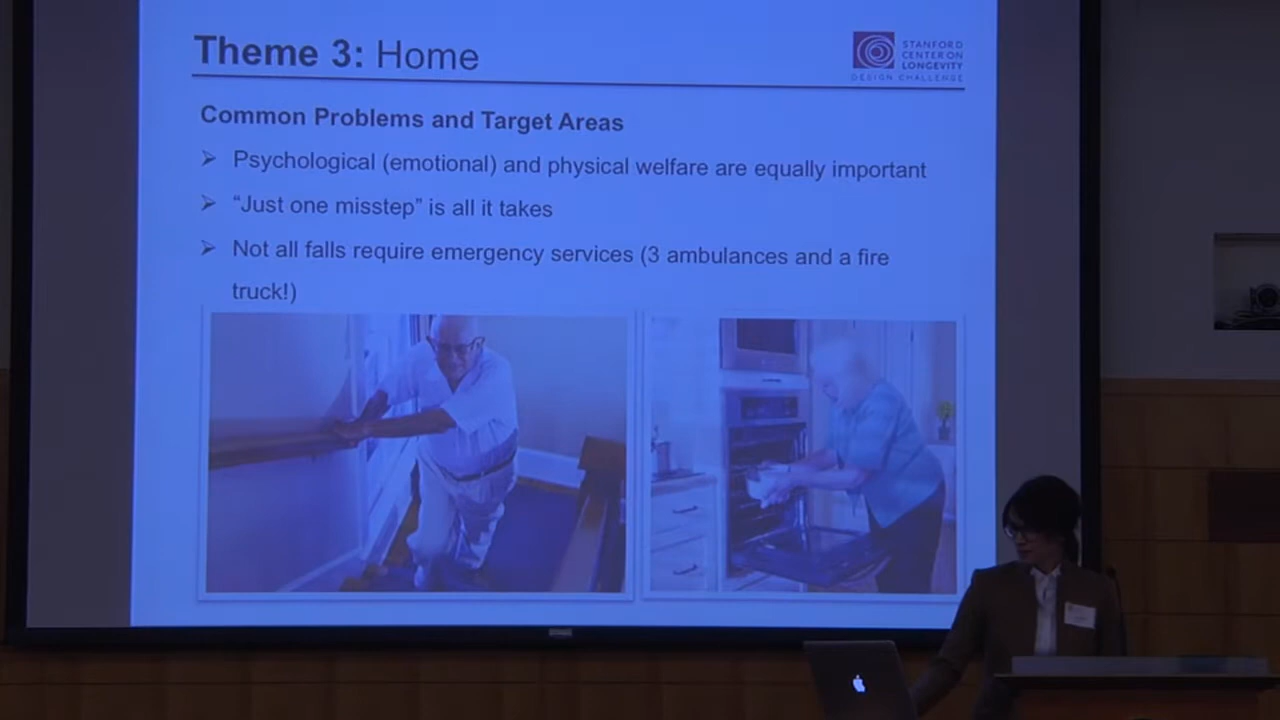 Theme 3: Home
STANFORD
CENTER ON
LONGEVITY
DESIGN CHALLENGE
Common Problems and Target Areas
➢ Psychological (emotional) and physical welfare are equally important
➢ “Just one misstep” is all it takes
➢ Not all falls require emergency services (3 ambulances and a fire
truck!)